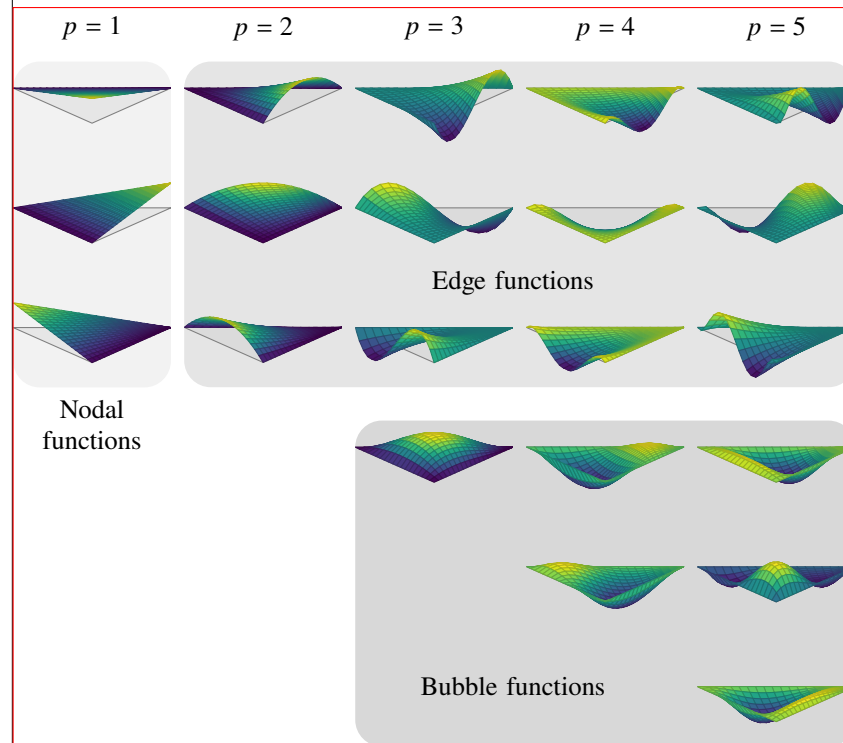 p = 1 p = 2 p = 3 p = 4 p = 5
Edge functions
Nodal
functions
Bubble functions